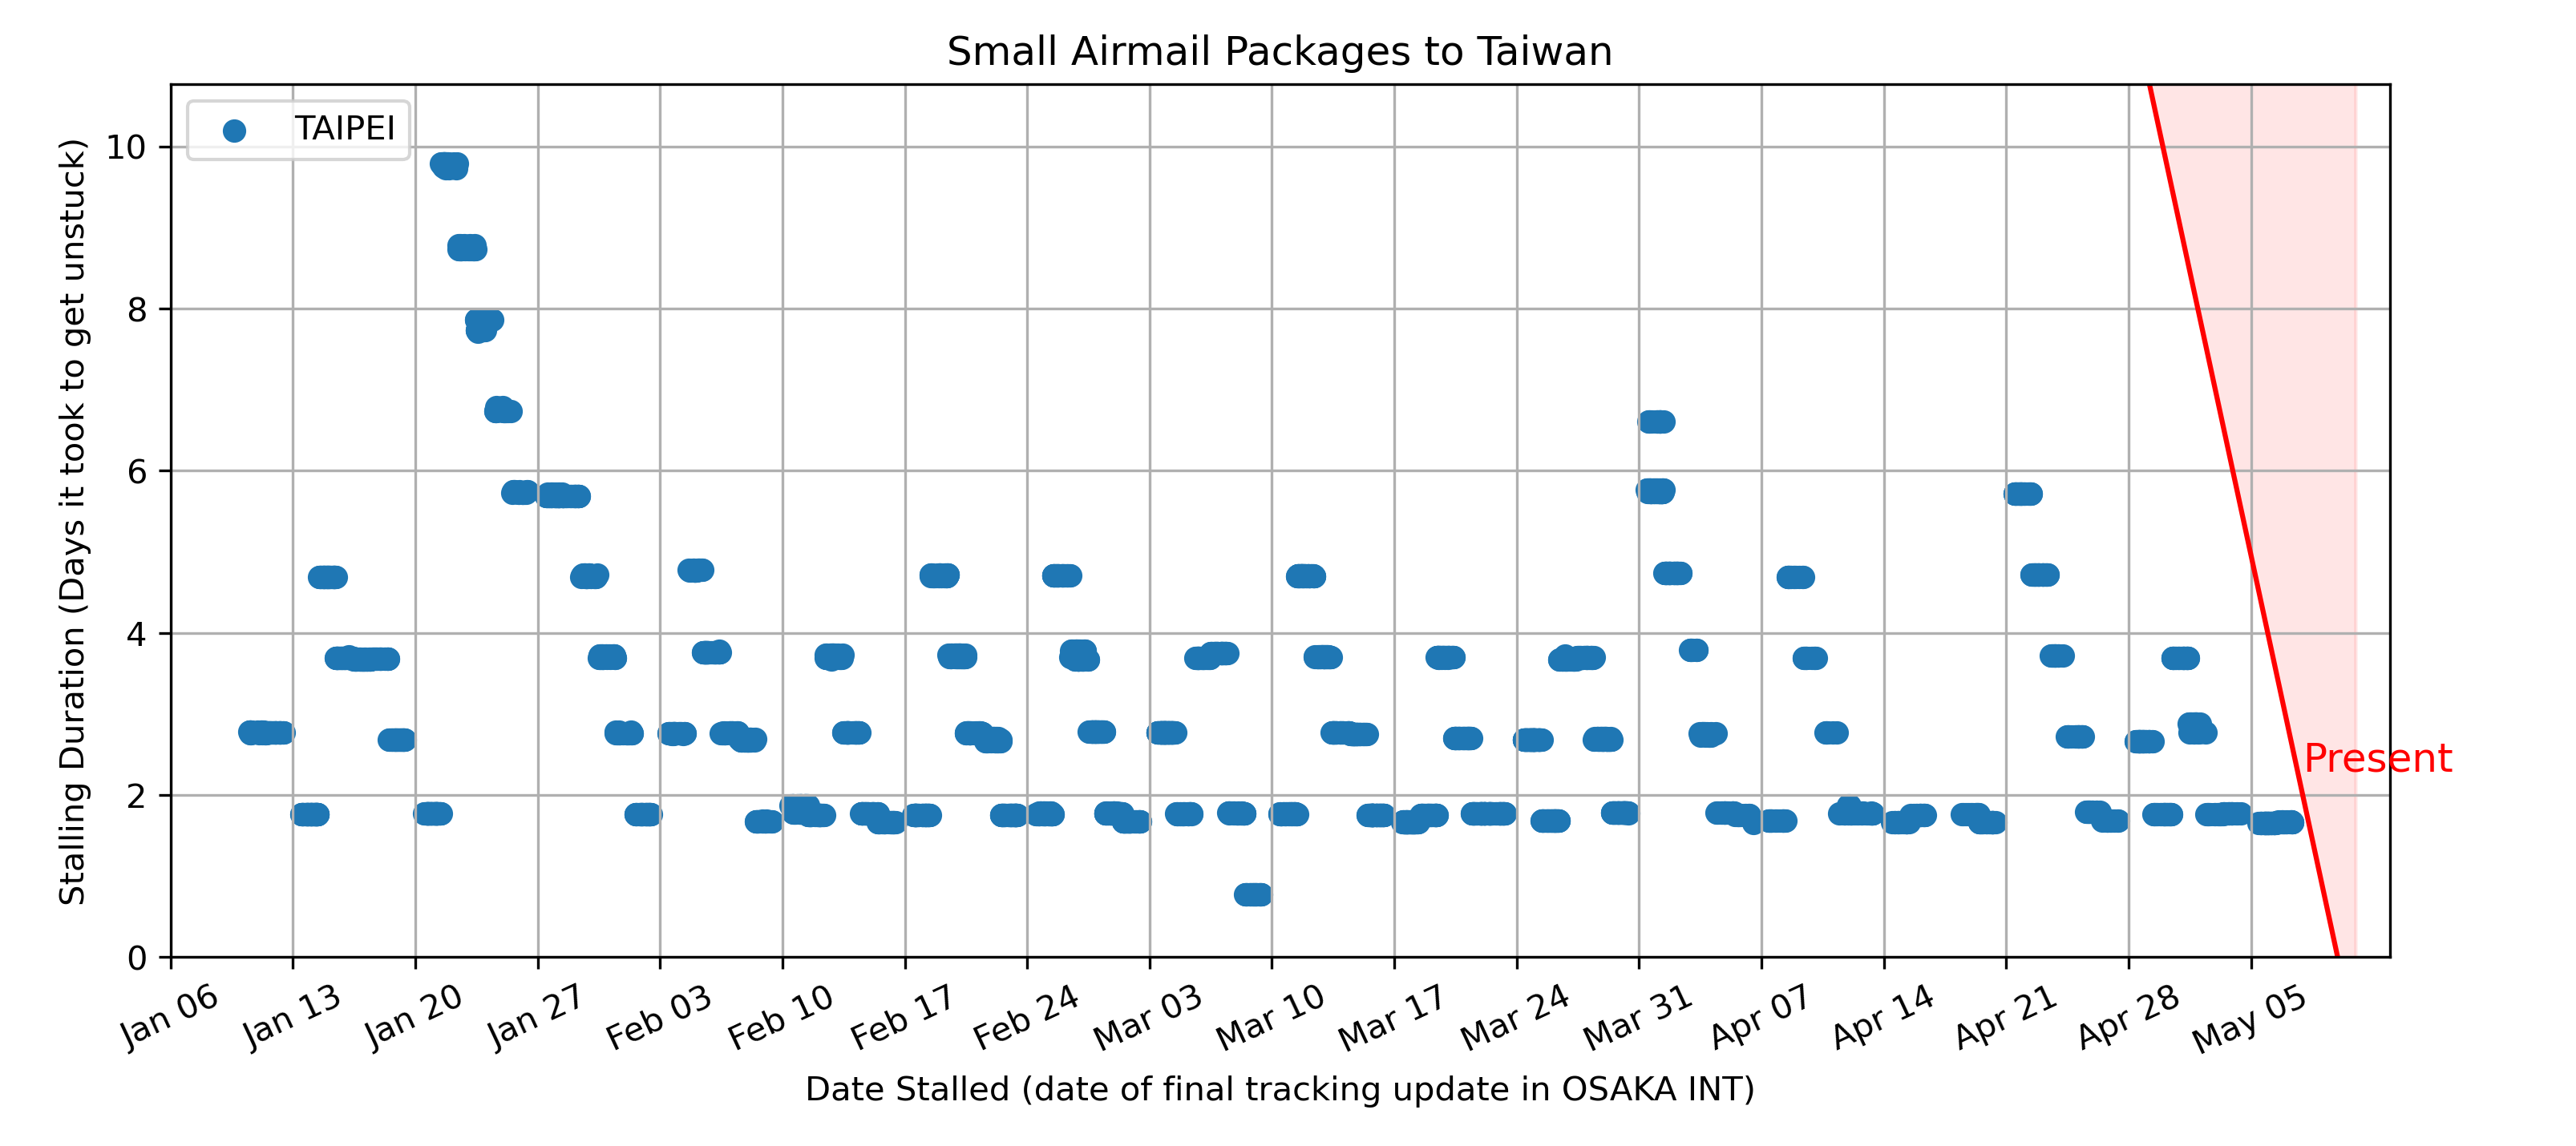 Small Airmail Packages to Taiwan
TAIPEI
Stalling Duration (Days it took to get unstuck)
10
8
6
4
2
0
Present
Jan 06
Jan 13
Jan 20
Jan 27
Feb 03
Feb 10
Feb 17
Feb 24
Mar 03
Mar 10
Mar 17
Mar 24
Mar 31
Apr 07
Apr 14
Apr 21
Apr 28
May 05
Date Stalled (date of final tracking update in OSAKA INT)